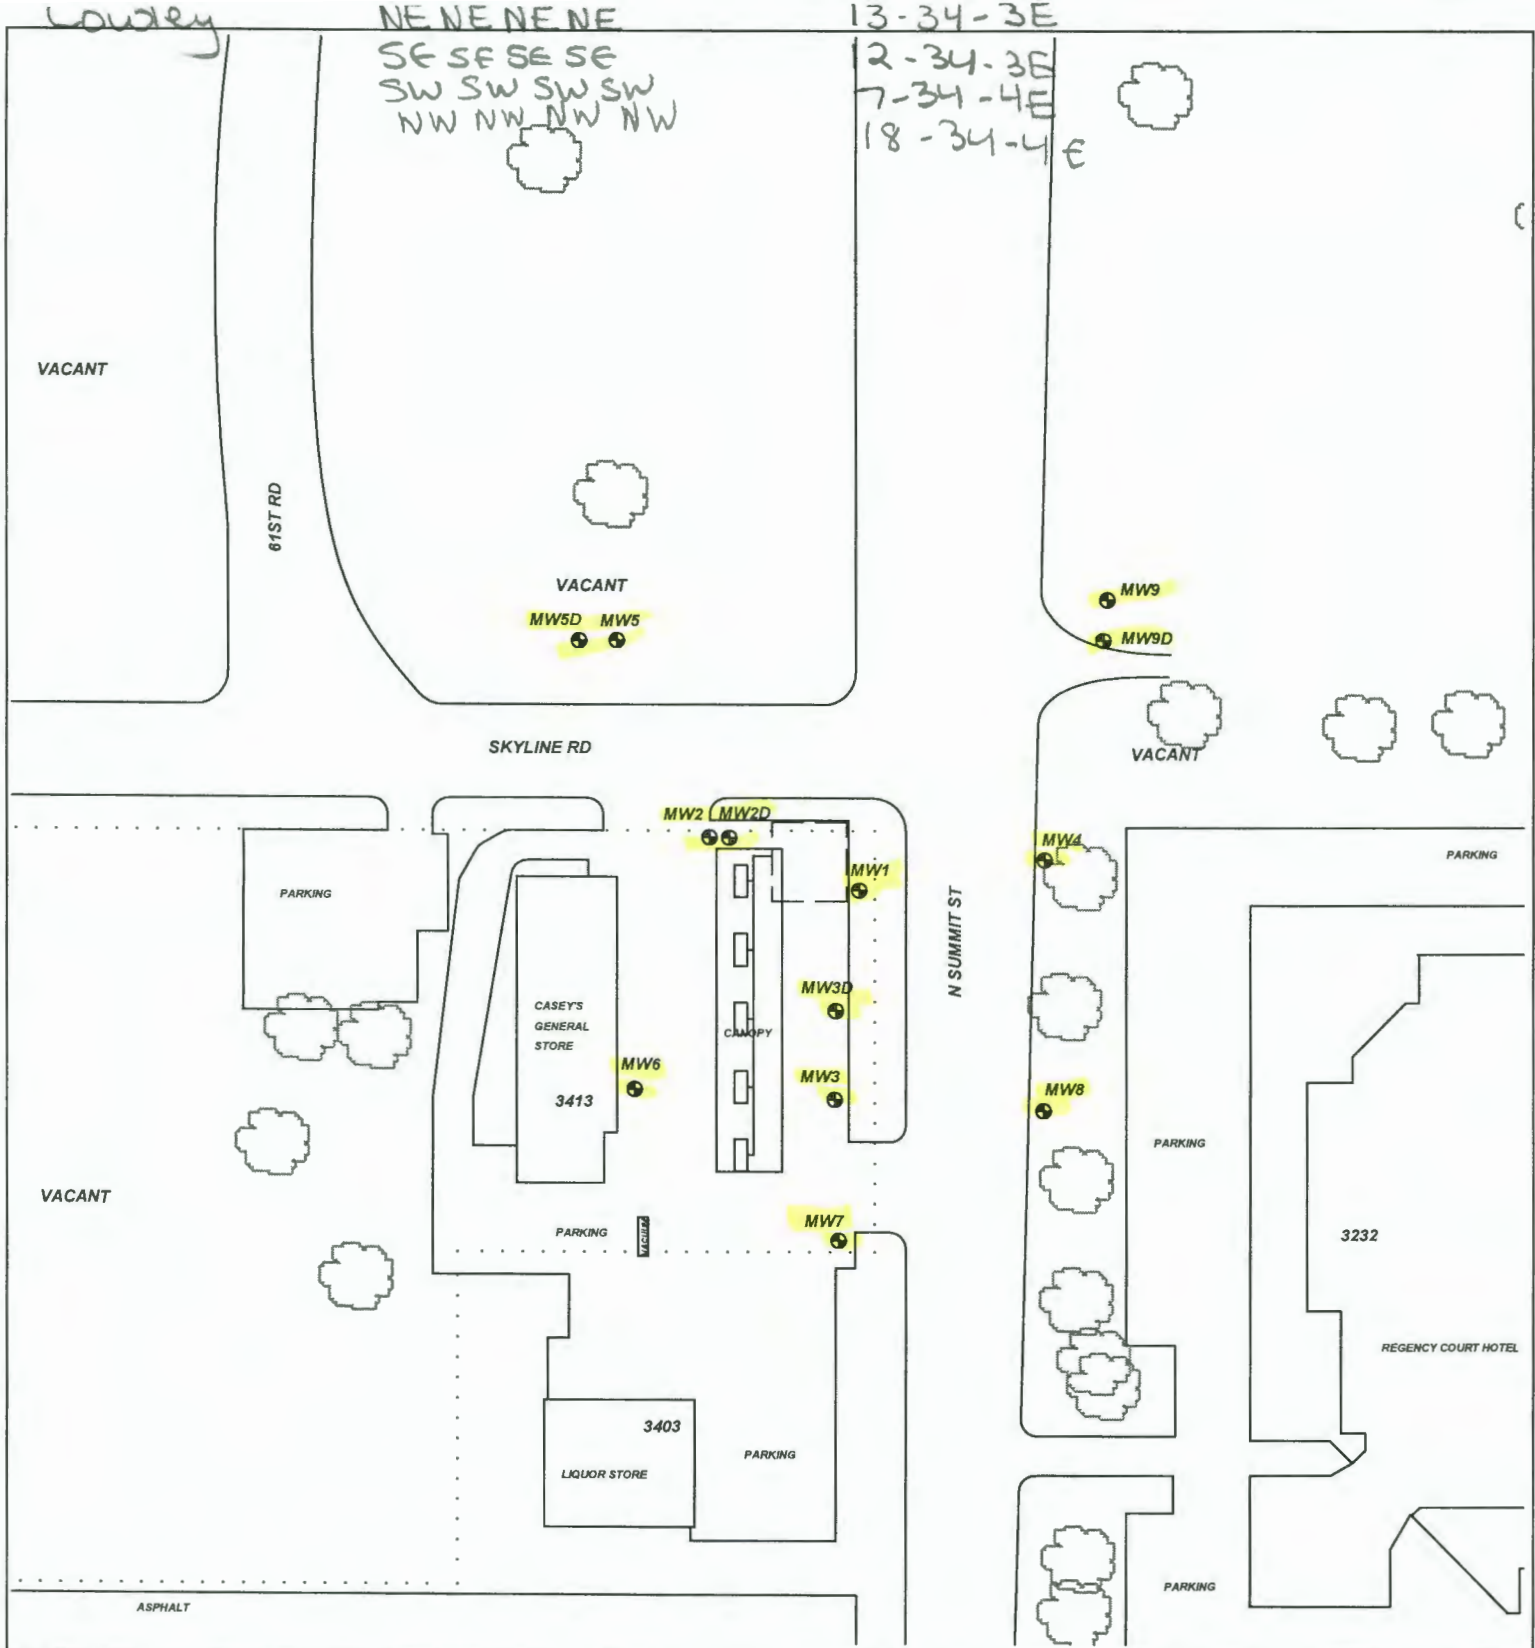 Cowley NE NE NE NE 13-34-3E
SE SE SE SE 12-34-3E
SW SW SW SW 7-34-4E
NW NW NW NW 18-34-4E
VACANT
61ST RD
VACANT
MW5D MW5
MW9
MW9D
SKYLINE RD
VACANT
MW2 MW2D
MW4
PARKING
MW1
PARKING
N SUMMIT ST
MW3D
CASEY'S
GENERAL
STORE
CANOPY
MW6
MW3
MW8
3413
PARKING
VACANT
MW7
PARKING
VACUUM
3232
REGENCY COURT HOTEL
3403
PARKING
LIQUOR STORE
PARKING
ASPHALT